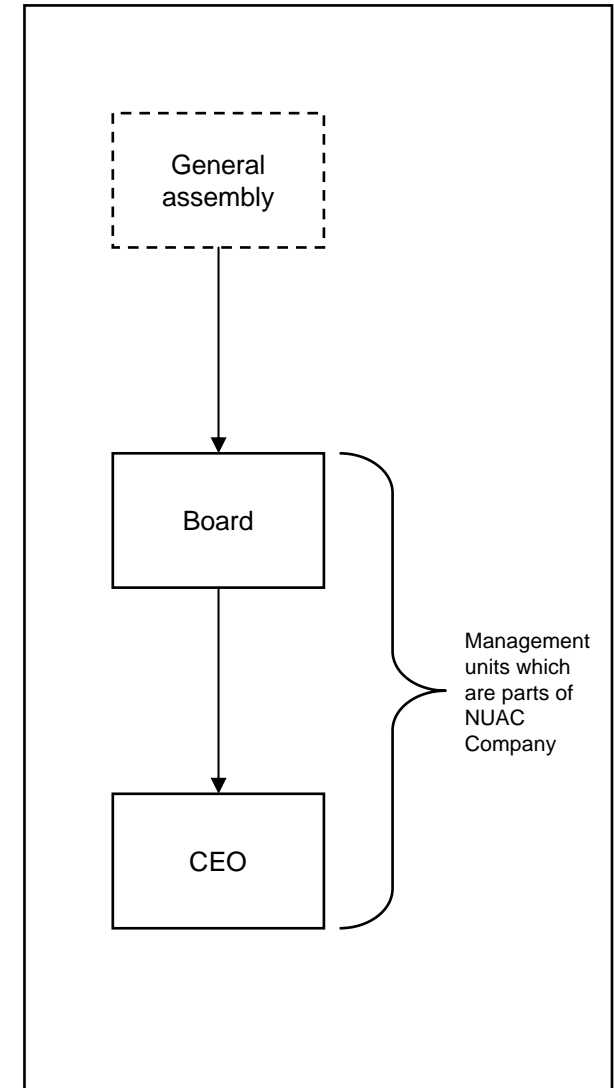 General
assembly
Board
Management
units which
are parts of
NUAC
Company
CEO